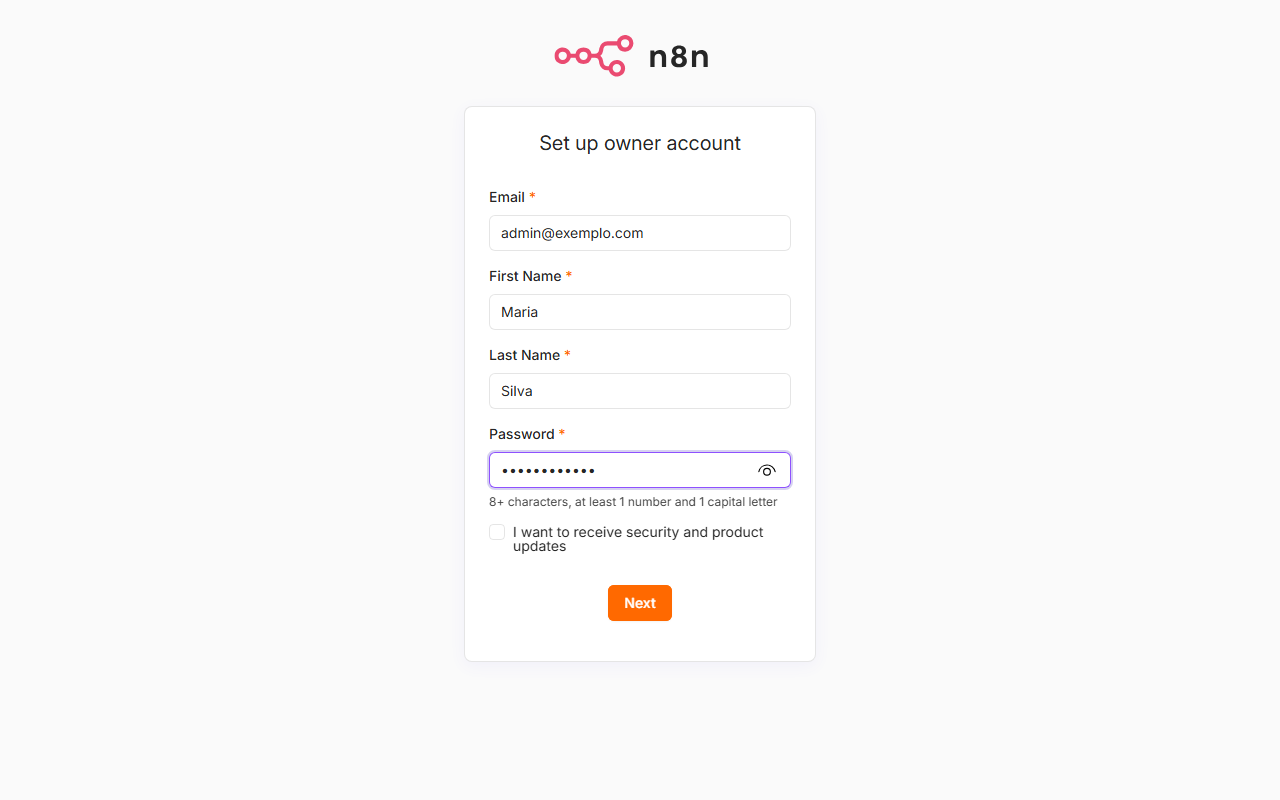 n8n
Set up owner account
Email *
admin@exemplo.com
First Name *
Maria
Last Name *
Silva
Password *
••••••••••••
8+ characters, at least 1 number and 1 capital letter
I want to receive security and product
updates
Next